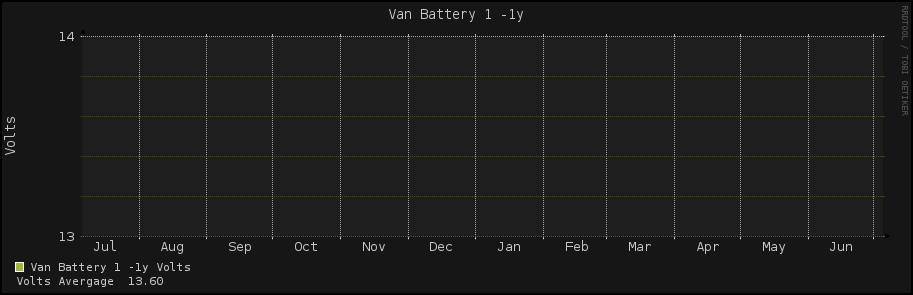 Van Battery 1 -1y
RRDTOOL / TOBI OETIKER
Volts
14
13
Jul Aug Sep Oct Nov Dec Jan Feb Mar Apr May Jun
Van Battery 1 -1y Volts
Volts Avergage 13.60